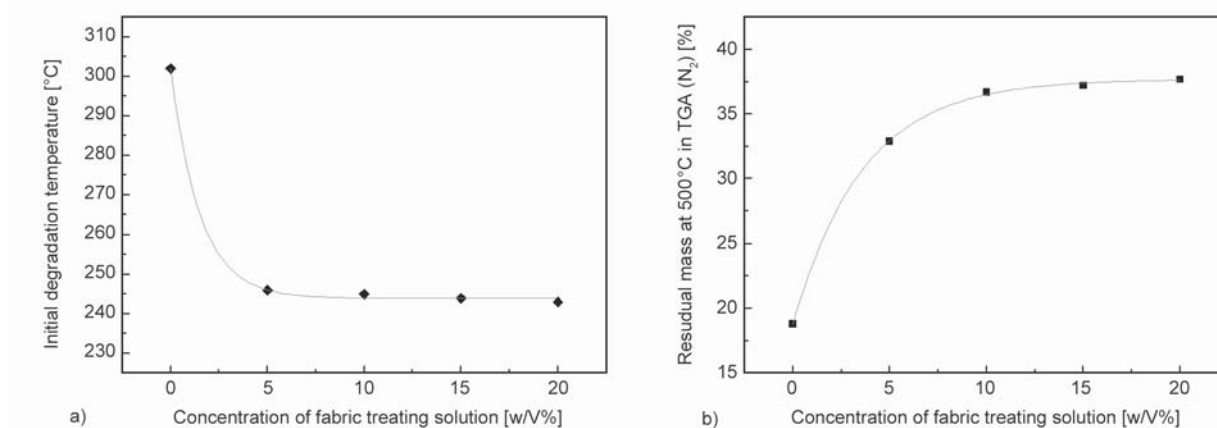 Initial degradation temperature [°C]
310
300
290
280
270
260
250
240
230
0 5 10 15 20
a) Concentration of fabric treating solution [w/V%]
Resudual mass at 500°C in TGA (N₂) [%]
40
35
30
25
20
15
0 5 10 15 20
b) Concentration of fabric treating solution [w/V%]